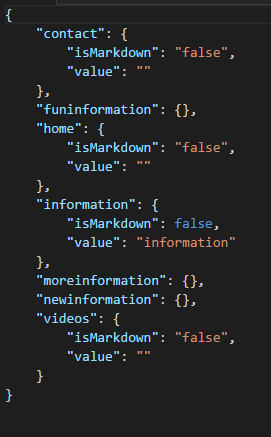 {
    "contact": {
        "isMarkdown": "false",
        "value": ""
    },
    "funinformation": {},
    "home": {
        "isMarkdown": "false",
        "value": ""
    },
    "information": {
        "isMarkdown": false,
        "value": "information"
    },
    "moreinformation": {},
    "newinformation": {},
    "videos": {
        "isMarkdown": "false",
        "value": ""
    }
}